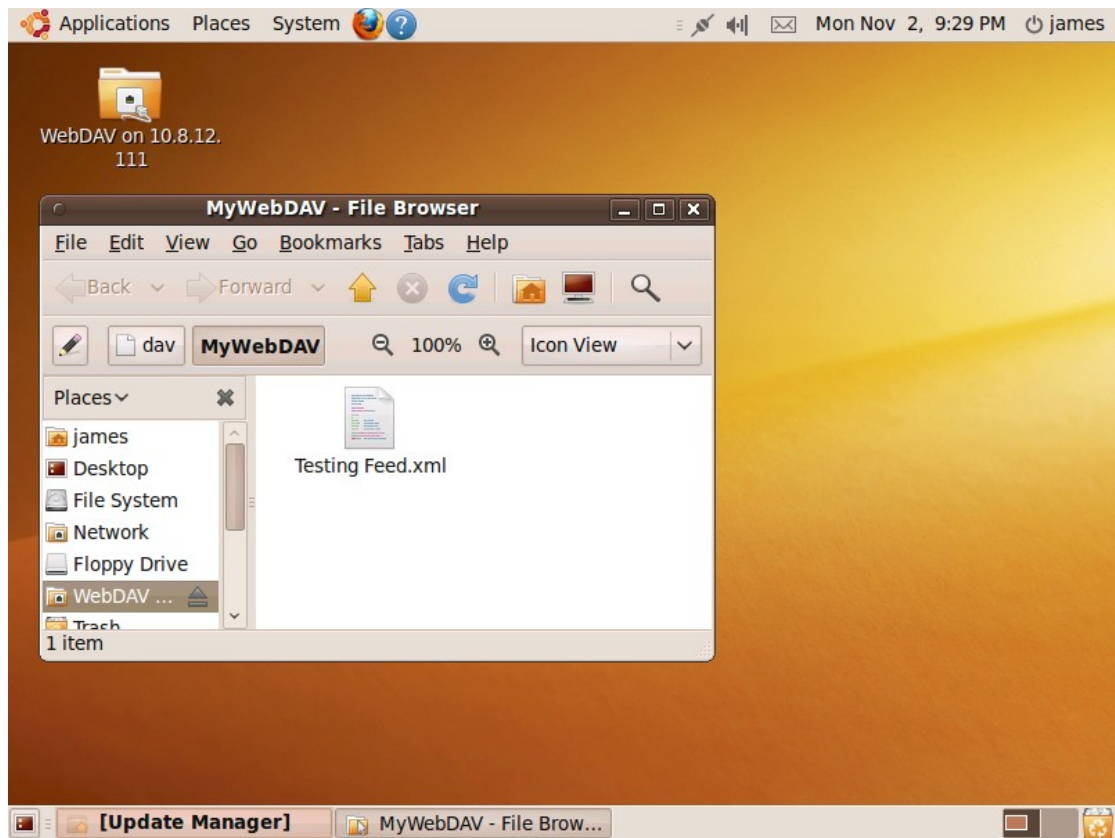 Applications Places System Mon Nov 2, 9:29 PM james
WebDAV on 10.8.12.
111
MyWebDAV - File Browser
File Edit View Go Bookmarks Tabs Help
Back Forward
dav MyWebDAV 100% Icon View
Places
james
Desktop
File System
Network
Floppy Drive
WebDAV ...
Trash
Testing Feed.xml
1 item
[Update Manager] MyWebDAV - File Brow...